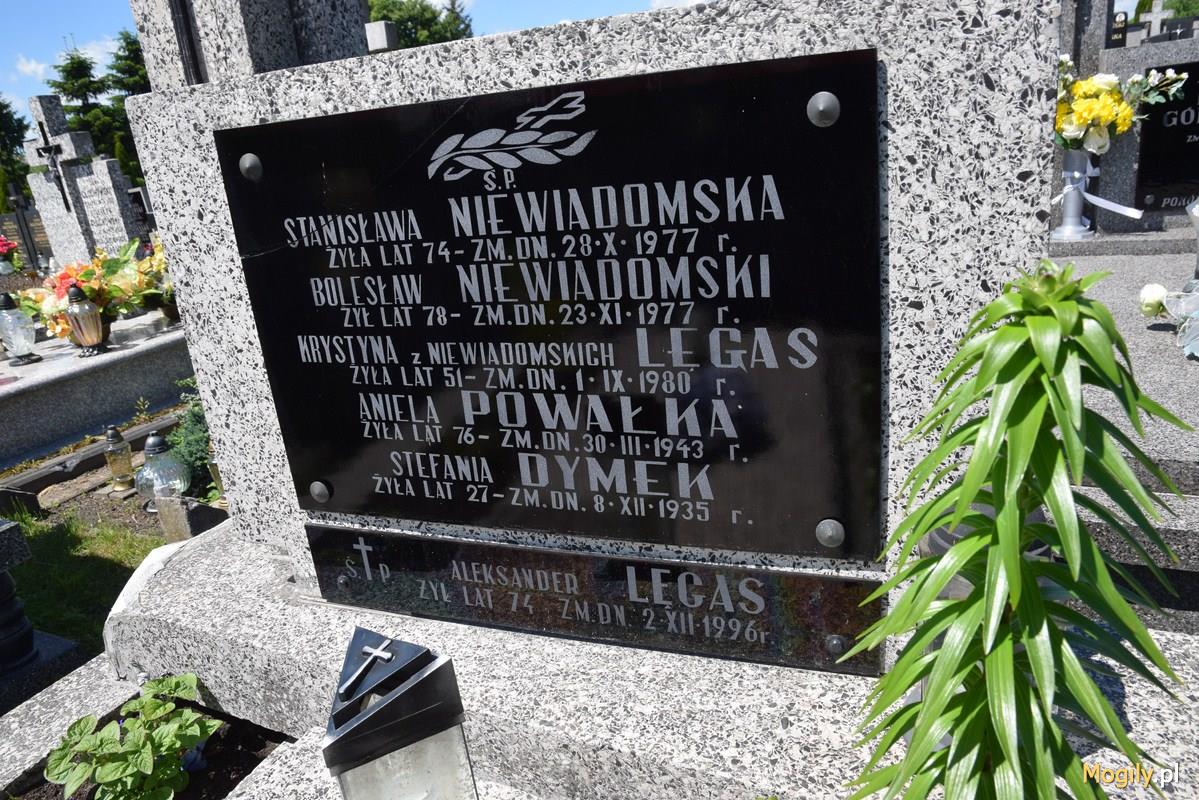 Ś.P.
STANISŁAWA NIEWIADOMSKA
ŻYŁA LAT 74 - ZM. DN. 28·X·1977 r.
BOLESŁAW NIEWIADOMSKI
ŻYŁ LAT 78 - ZM. DN. 23·XI·1977 r.
KRYSTYNA z NIEWIADOMSKICH LĘGAS
ŻYŁA LAT 51 - ZM. DN. 1·IX·1980 r.
ANIELA POWAŁKA
ŻYŁA LAT 76 - ZM. DN. 30·III·1943 r.
STEFANIA DYMEK
ŻYŁA LAT 27 - ZM. DN. 8·XII·1935 r.
Ś P.
ALEKSANDER LĘGAS
ŻYŁ LAT 74 ZM. DN. 2·XII·1996 r.
Mogily.pl